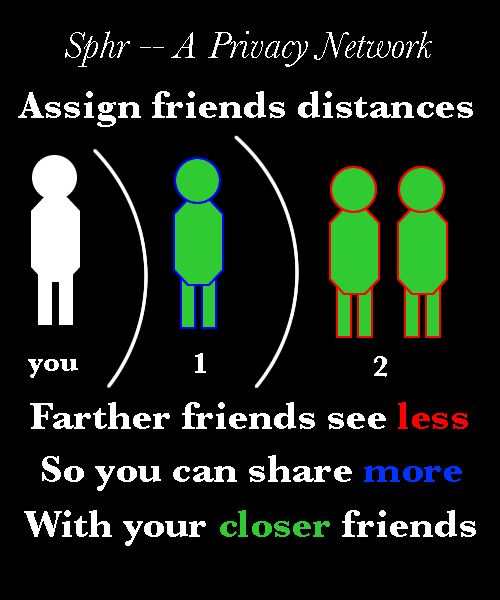 Sphr -- A Privacy Network
Assign friends distances
you
1
2
Farther friends see less
So you can share more
With your closer friends